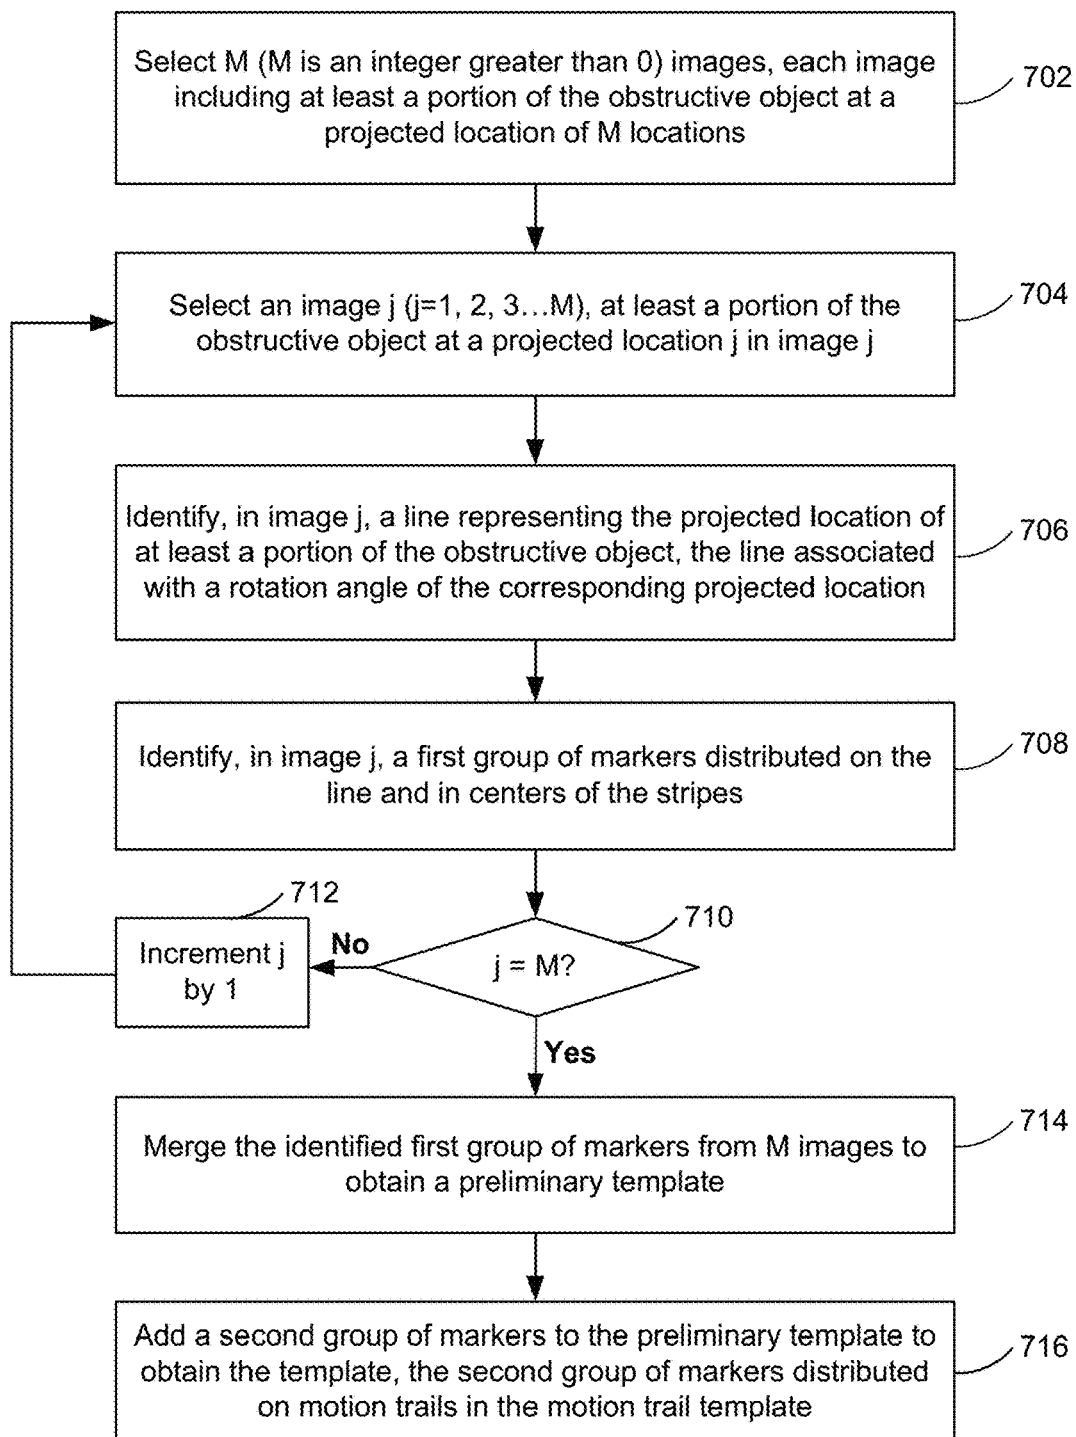 Select M (M is an integer greater than 0) images, each image
including at least a portion of the obstructive object at a
projected location of M locations
702
Select an image j (j=1, 2, 3...M), at least a portion of the
obstructive object at a projected location j in image j
704
Identify, in image j, a line representing the projected location of
at least a portion of the obstructive object, the line associated
with a rotation angle of the corresponding projected location
706
Identify, in image j, a first group of markers distributed on the
line and in centers of the stripes
708
712
Increment j
by 1
No
710
j = M?
Yes
Merge the identified first group of markers from M images to
obtain a preliminary template
714
Add a second group of markers to the preliminary template to
obtain the template, the second group of markers distributed
on motion trails in the motion trail template
716